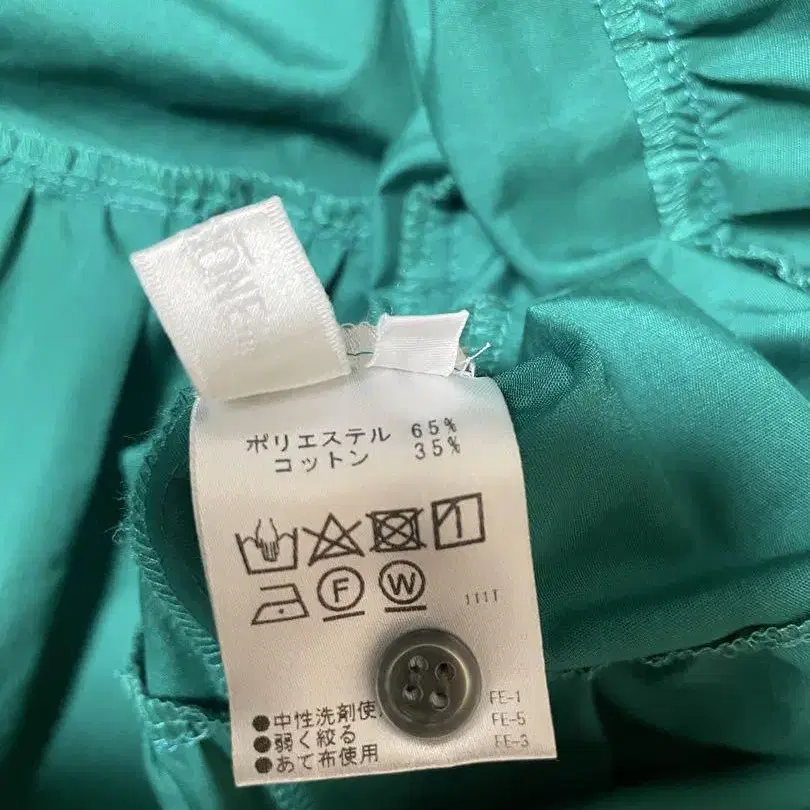 ONE
ポリエステル 65%
コットン 35%
F W
111T
●中性洗剤使 FE-1
●弱く絞る FE-5
●あて布使用 FE-3